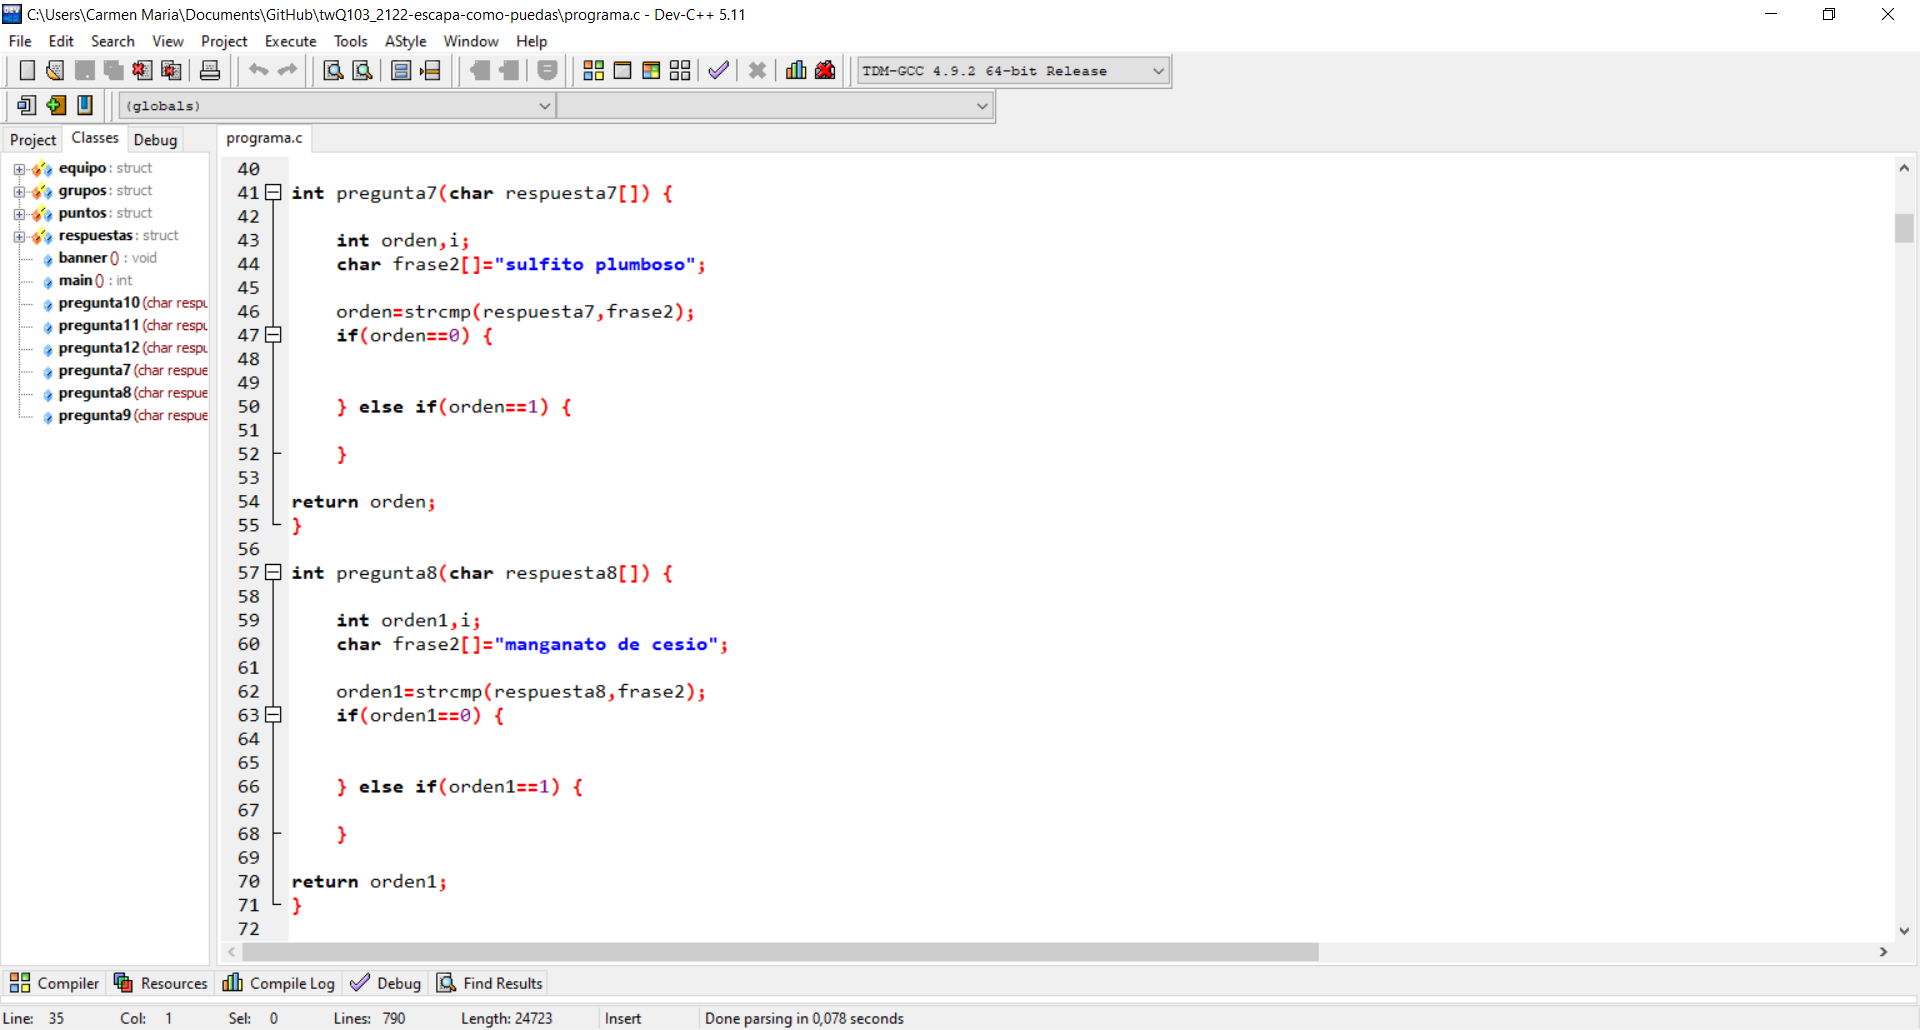 C:\Users\Carmen Maria\Documents\GitHub\twQ103_2122-escapa-como-puedas\programa.c - Dev-C++ 5.11
File Edit Search View Project Execute Tools AStyle Window Help
TDM-GCC 4.9.2 64-bit Release
(globals)
Project Classes Debug
programa.c
equipo : struct
grupos : struct
puntos : struct
respuestas : struct
banner () : void
main () : int
pregunta10 (char respu
pregunta11 (char respu
pregunta12 (char respu
pregunta7 (char respue
pregunta8 (char respue
pregunta9 (char respue
40
41 int pregunta7(char respuesta7[]) {
42
43 int orden,i;
44 char frase2[]="sulfito plumboso";
45
46 orden=strcmp(respuesta7,frase2);
47 if(orden==0) {
48
49
50 } else if(orden==1) {
51
52 }
53
54 return orden;
55 }
56
57 int pregunta8(char respuesta8[]) {
58
59 int orden1,i;
60 char frase2[]="manganato de cesio";
61
62 orden1=strcmp(respuesta8,frase2);
63 if(orden1==0) {
64
65
66 } else if(orden1==1) {
67
68 }
69
70 return orden1;
71 }
72
Compiler Resources Compile Log Debug Find Results
Line: 35 Col: 1 Sel: 0 Lines: 790 Length: 24723 Insert Done parsing in 0,078 seconds